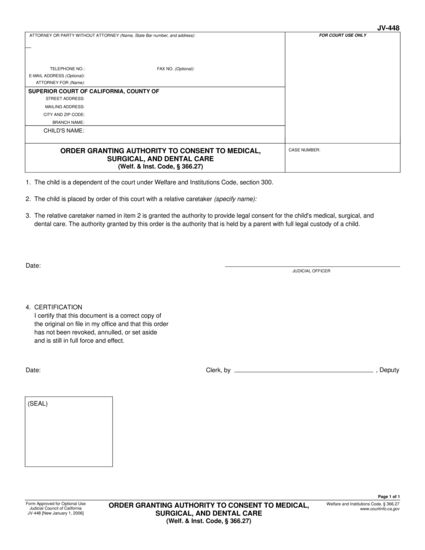 JV-448
ATTORNEY OR PARTY WITHOUT ATTORNEY (Name, State Bar number, and address):
FOR COURT USE ONLY
TELEPHONE NO.:
FAX NO. (Optional):
E-MAIL ADDRESS (Optional):
ATTORNEY FOR (Name):
SUPERIOR COURT OF CALIFORNIA, COUNTY OF
STREET ADDRESS:
MAILING ADDRESS:
CITY AND ZIP CODE:
BRANCH NAME:
CHILD'S NAME:
ORDER GRANTING AUTHORITY TO CONSENT TO MEDICAL,
SURGICAL, AND DENTAL CARE
(Welf. & Inst. Code, § 366.27)
CASE NUMBER:
1. The child is a dependent of the court under Welfare and Institutions Code, section 300.
2. The child is placed by order of this court with a relative caretaker (specify name):
3. The relative caretaker named in item 2 is granted the authority to provide legal consent for the child's medical, surgical, and
dental care. The authority granted by this order is the authority that is held by a parent with full legal custody of a child.
Date:
JUDICIAL OFFICER
4. CERTIFICATION
I certify that this document is a correct copy of
the original on file in my office and that this order
has not been revoked, annulled, or set aside
and is still in full force and effect.
Date:
Clerk, by
, Deputy
(SEAL)
Page 1 of 1
Form Approved for Optional Use
Judicial Council of California
JV-448 [New January 1, 2006]
ORDER GRANTING AUTHORITY TO CONSENT TO MEDICAL,
SURGICAL, AND DENTAL CARE
(Welf. & Inst. Code, § 366.27)
Welfare and Institutions Code, § 366.27
www.courtinfo.ca.gov